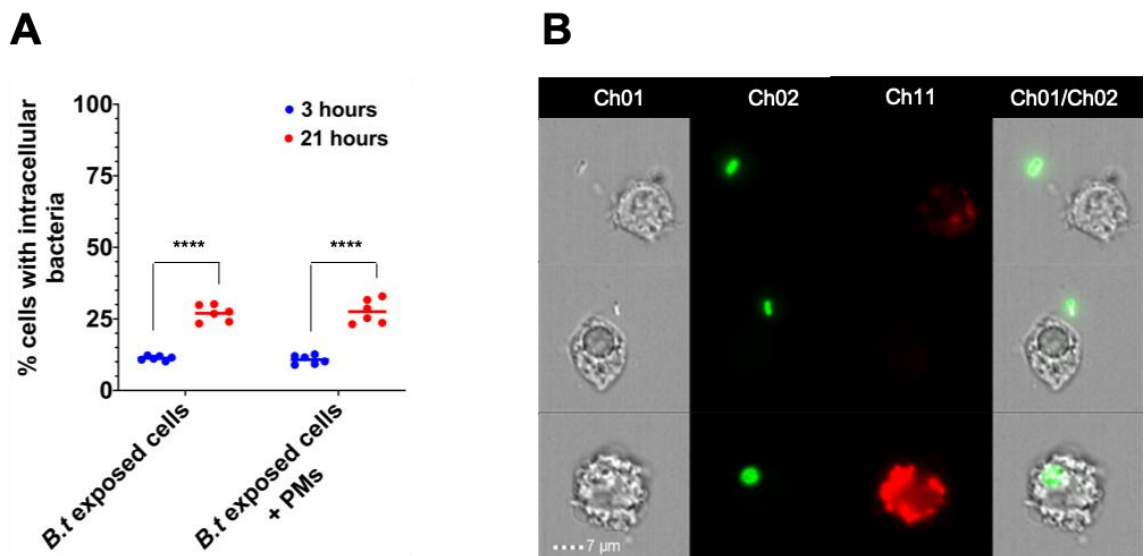 A
B
% cells with intracellular
bacteria
100
75
50
25
0
3 hours
21 hours
****
****
B.t exposed cells
B.t exposed cells
+ PMs
Ch01
Ch02
Ch11
Ch01/Ch02
7 µm